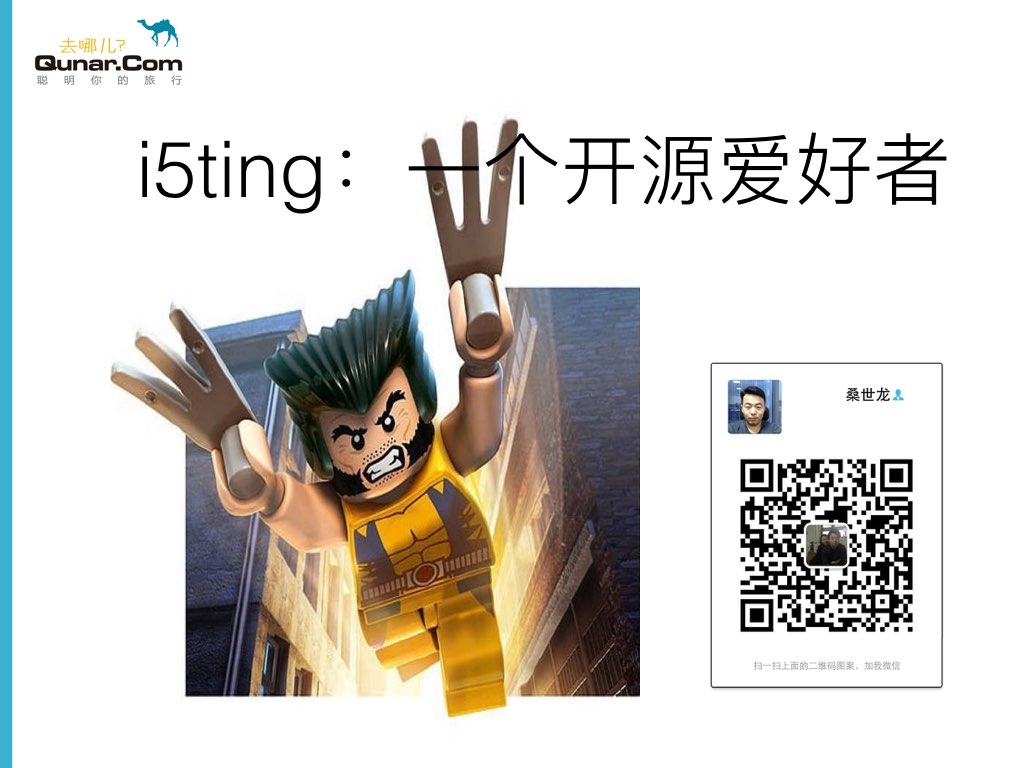 去哪儿?
Qunar.Com
聪明你的旅行
i5ting：一个开源爱好者
桑世龙
扫一扫上面的二维码图案，加我微信